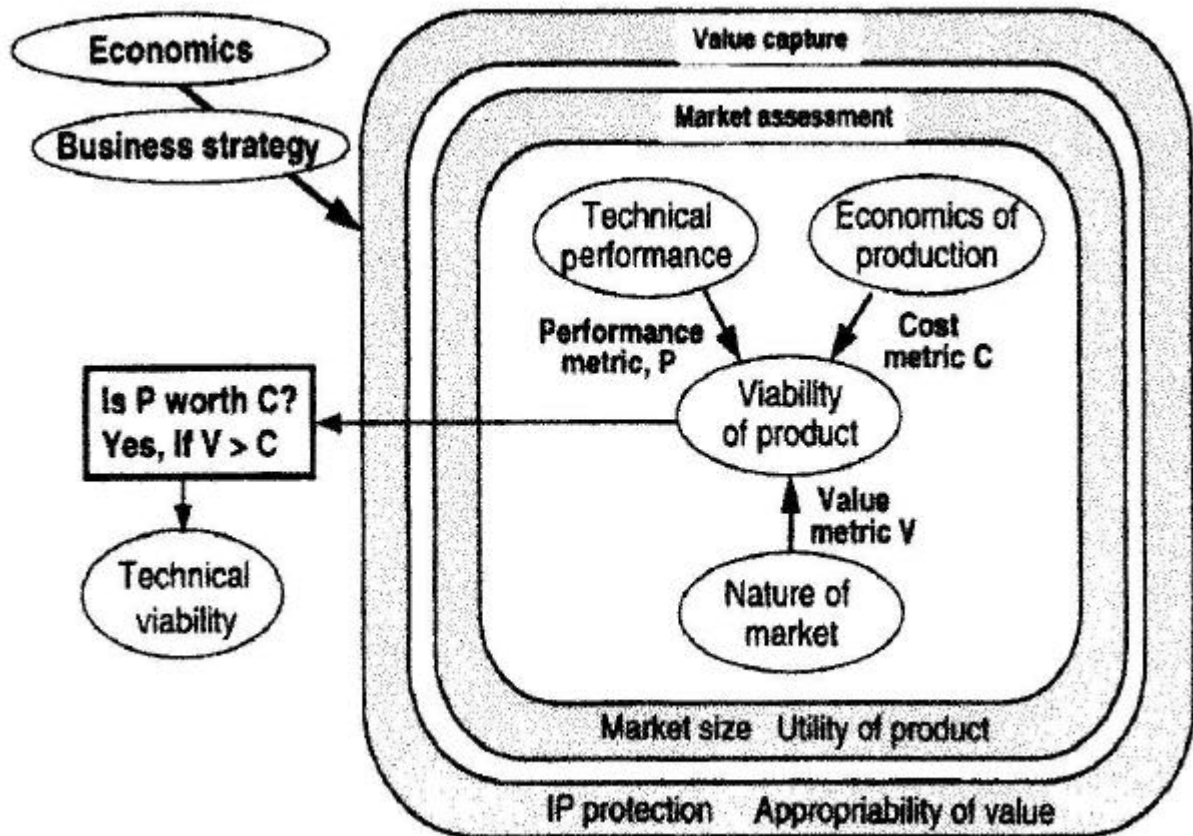 Economics
Business strategy
Value capture
Market assessment
Technical
performance
Economics of
production
Performance
metric, P
Cost
metric C
Viability
of product
Is P worth C?
Yes, If V > C
Value
metric V
Technical
viability
Nature of
market
Market size Utility of product
IP protection Appropriability of value